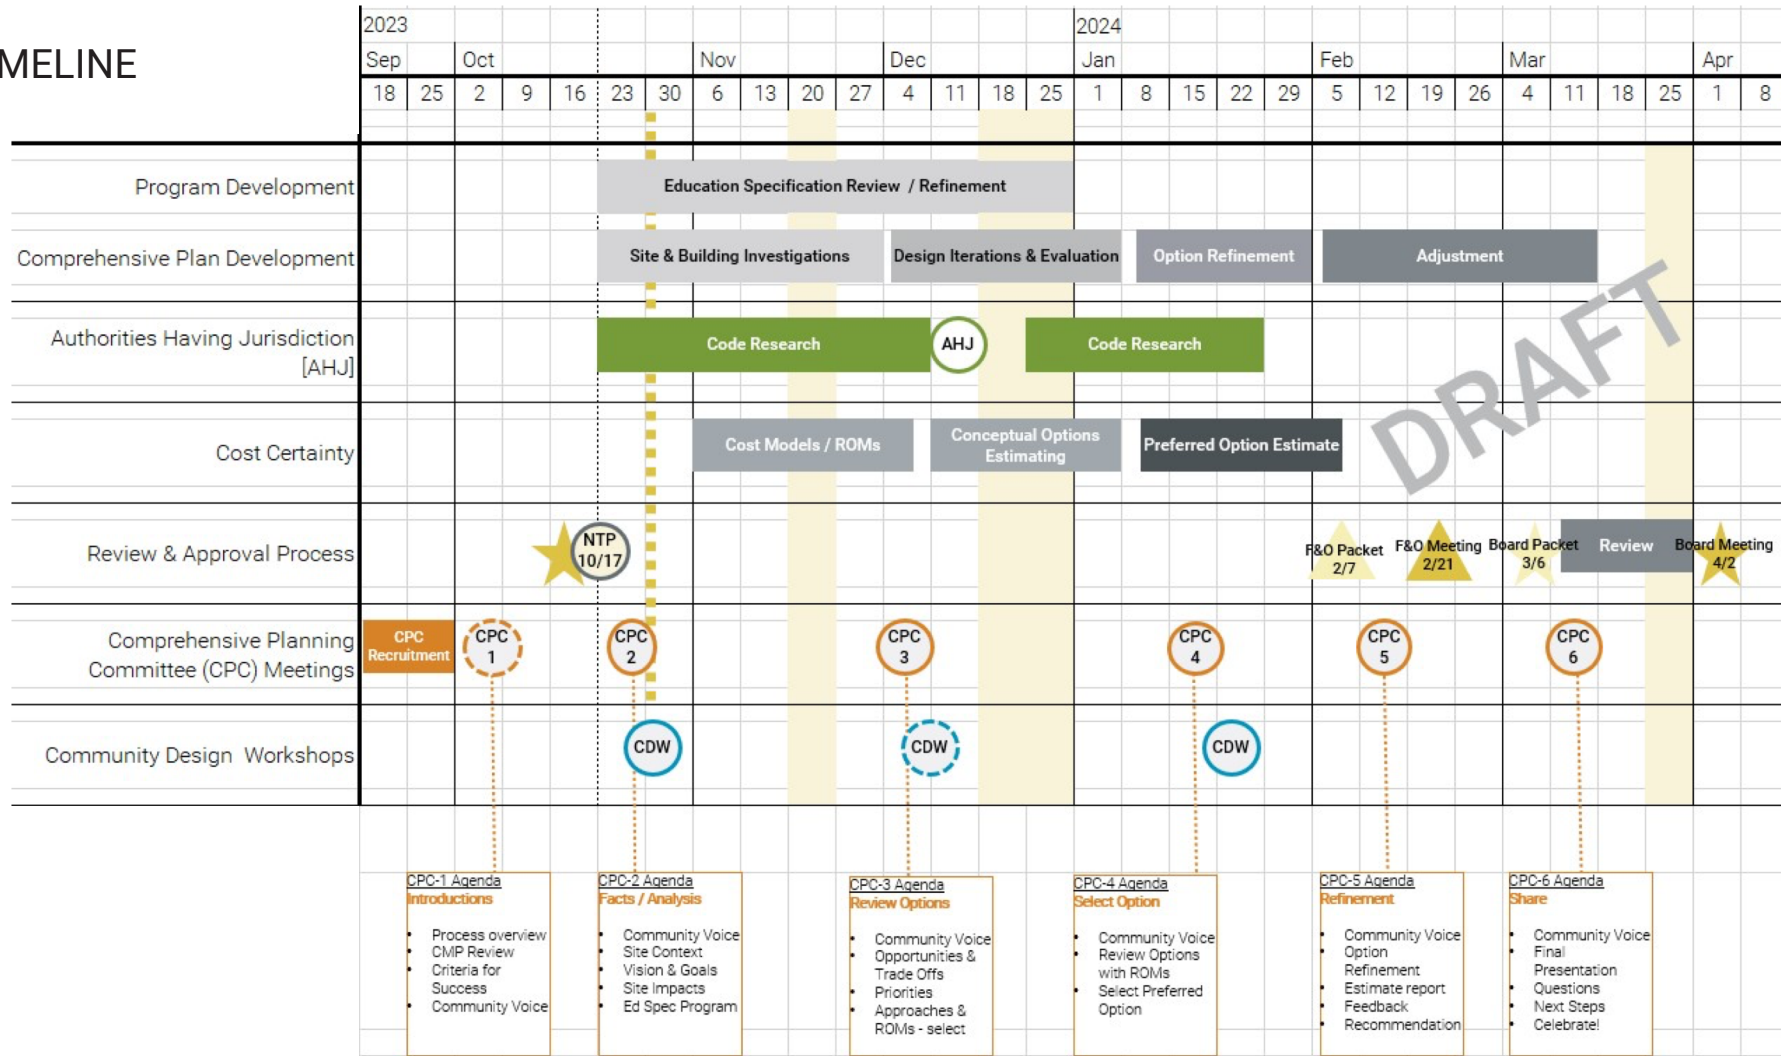 MELINE
2023 2024
Sep Oct Nov Dec Jan Feb Mar Apr
18 25 2 9 16 23 30 6 13 20 27 4 11 18 25 1 8 15 22 29 5 12 19 26 4 11 18 25 1 8
Program Development
Education Specification Review / Refinement
Comprehensive Plan Development
Site & Building Investigations
Design Iterations & Evaluation
Option Refinement
Adjustment
Authorities Having Jurisdiction
[AHJ]
Code Research
AHJ
Code Research
DRAFT
Cost Certainty
Cost Models / ROMs
Conceptual Options
Estimating
Preferred Option Estimate
Review & Approval Process
NTP
10/17
F&O Packet
2/7
F&O Meeting
2/21
Board Packet
3/6
Review
Board Meeting
4/2
Comprehensive Planning
Committee (CPC) Meetings
CPC
Recruitment
CPC
1
CPC
2
CPC
3
CPC
4
CPC
5
CPC
6
Community Design Workshops
CDW
CDW
CDW
CPC-1 Agenda
Introductions
• Process overview
• CMP Review
• Criteria for
Success
• Community Voice
CPC-2 Agenda
Facts / Analysis
• Community Voice
• Site Context
• Vision & Goals
• Site Impacts
• Ed Spec Program
CPC-3 Agenda
Review Options
• Community Voice
• Opportunities &
Trade Offs
• Priorities
• Approaches &
ROMs - select
CPC-4 Agenda
Select Option
• Community Voice
• Review Options
with ROMs
• Select Preferred
Option
CPC-5 Agenda
Refinement
• Community Voice
• Option
Refinement
• Estimate report
• Feedback
• Recommendation
CPC-6 Agenda
Share
• Community Voice
• Final
Presentation
• Questions
• Next Steps
• Celebrate!